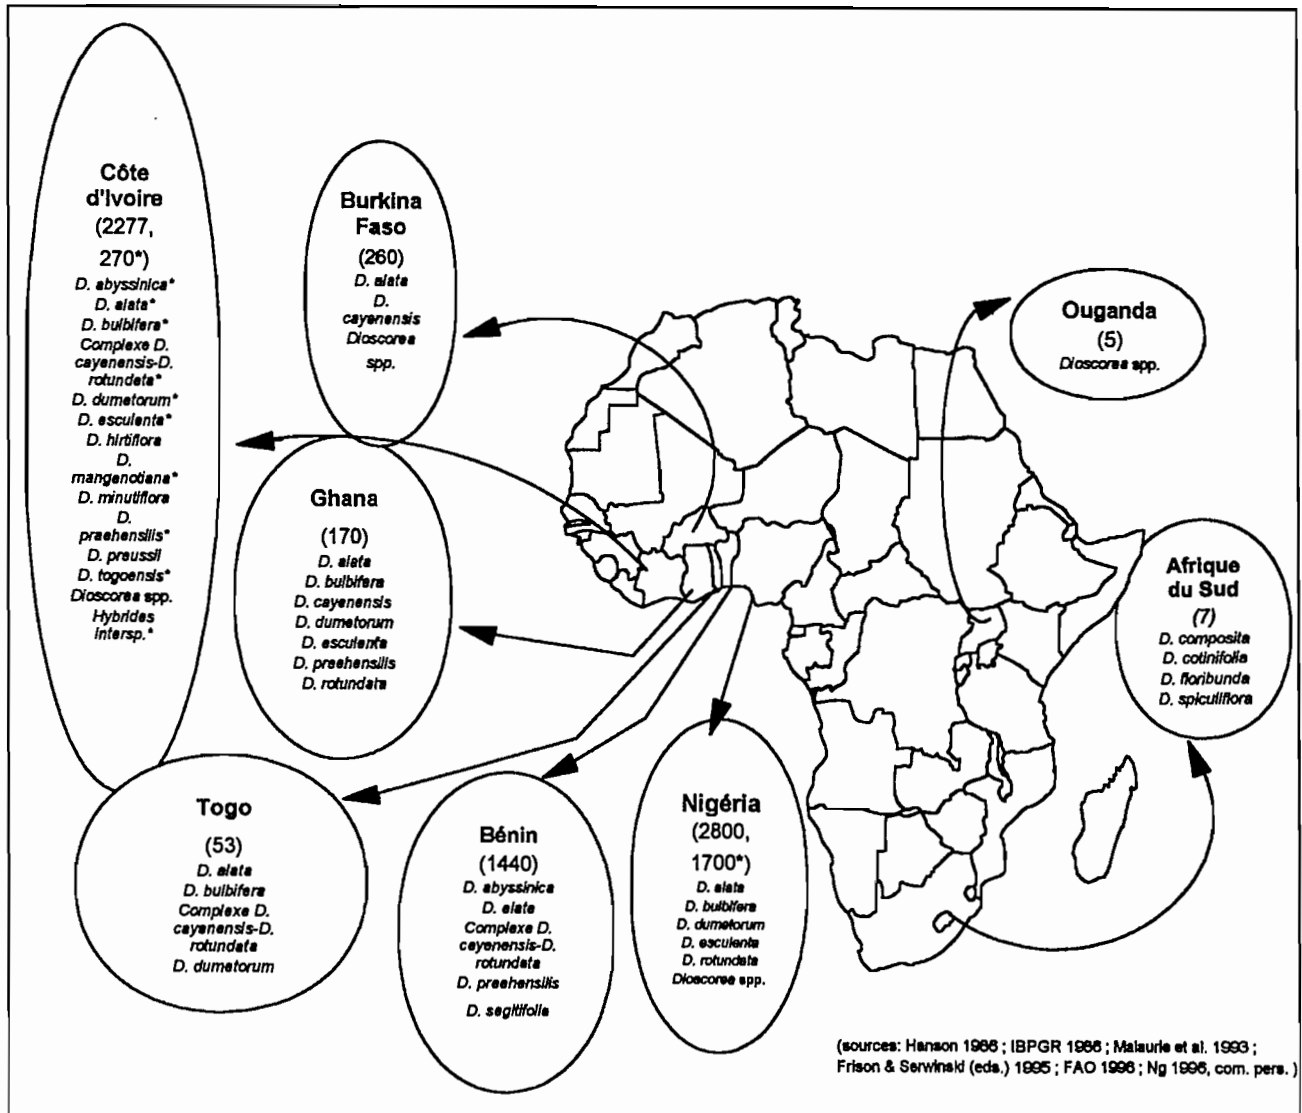 Côte
d'Ivoire
(2277,
270*)
D. abyssinica*
D. alata*
D. bulbifera*
Complexe D.
cayenensis-D.
rotundata*
D. dumetorum*
D. esculenta*
D. hirtiflora
D.
mangenotiana*
D. minutiflora
D.
praehensilis*
D. preussii
D. togoensis*
Dioscorea spp.
Hybrides
intersp.*
Burkina
Faso
(260)
D. alata
D.
cayenensis
Dioscorea
spp.
Ghana
(170)
D. alata
D. bulbifera
D. cayenensis
D. dumetorum
D. esculenta
D. praehensilis
D. rotundata
Togo
(53)
D. alata
D. bulbifera
Complexe D.
cayenensis-D.
rotundata
D. dumetorum
Bénin
(1440)
D. abyssinica
D. alata
Complexe D.
cayenensis-D.
rotundata
D. praehensilis
D. sagittifolia
Nigéria
(2800,
1700*)
D. alata
D. bulbifera
D. dumetorum
D. esculenta
D. rotundata
Dioscorea spp.
Ouganda
(5)
Dioscorea spp.
Afrique
du Sud
(7)
D. composita
D. cotinifolia
D. floribunda
D. spiculiflora
(sources: Hanson 1986 ; IBPGR 1986 ; Malaurie et al. 1993 ;
Frison & Serwinski (eds.) 1995 ; FAO 1996 ; Ng 1996, com. pers. )